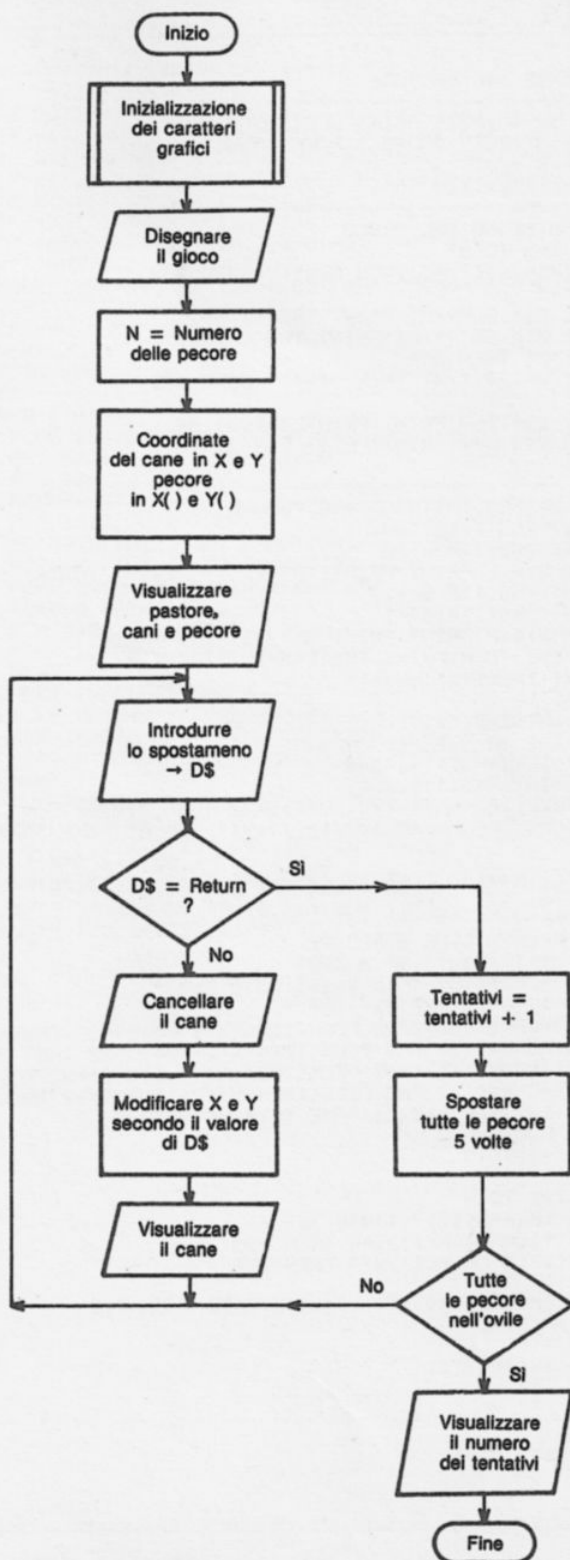 Inizio
Inizializzazione
dei caratteri
grafici
Disegnare
il gioco
N = Numero
delle pecore
Coordinate
del cane in X e Y
pecore
in X( ) e Y( )
Visualizzare
pastore,
cani e pecore
Introdurre
lo spostameno
→ D$
D$ = Return
?
Sì
No
Cancellare
il cane
Modificare X e Y
secondo il valore
di D$
Visualizzare
il cane
Tentativi =
tentativi + 1
Spostare
tutte le pecore
5 volte
Tutte
le pecore
nell'ovile
No
Sì
Visualizzare
il numero
dei tentativi
Fine